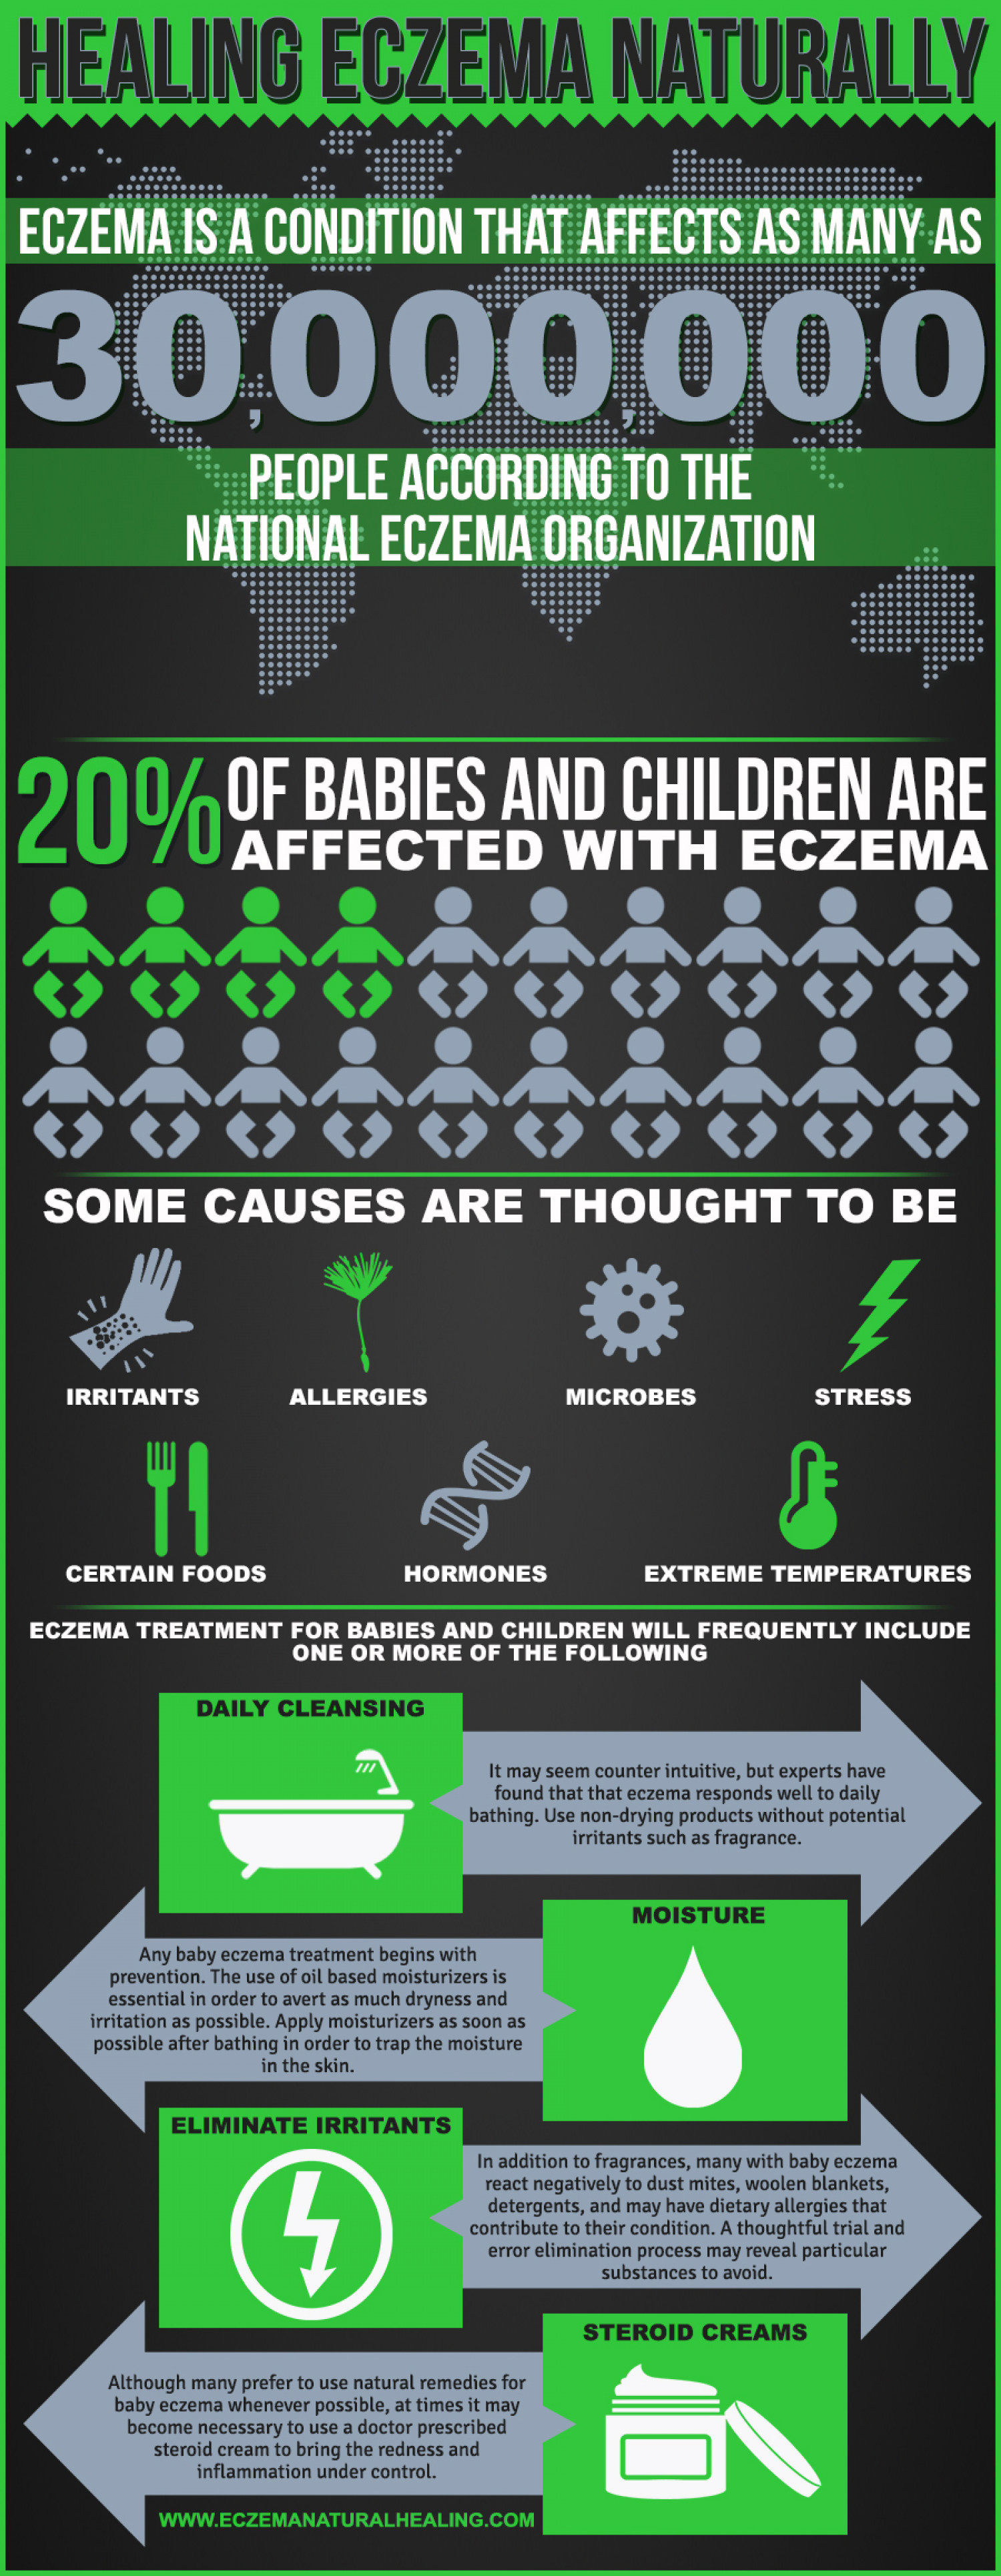 HEALING ECZEMA NATURALLY
ECZEMA IS A CONDITION THAT AFFECTS AS MANY AS
30,000,000
PEOPLE ACCORDING TO THE
NATIONAL ECZEMA ORGANIZATION
20% OF BABIES AND CHILDREN ARE
AFFECTED WITH ECZEMA
SOME CAUSES ARE THOUGHT TO BE
IRRITANTS
ALLERGIES
MICROBES
STRESS
CERTAIN FOODS
HORMONES
EXTREME TEMPERATURES
ECZEMA TREATMENT FOR BABIES AND CHILDREN WILL FREQUENTLY INCLUDE
ONE OR MORE OF THE FOLLOWING
DAILY CLEANSING
It may seem counter intuitive, but experts have
found that that eczema responds well to daily
bathing. Use non-drying products without potential
irritants such as fragrance.
MOISTURE
Any baby eczema treatment begins with
prevention. The use of oil based moisturizers is
essential in order to avert as much dryness and
irritation as possible. Apply moisturizers as soon as
possible after bathing in order to trap the moisture
in the skin.
ELIMINATE IRRITANTS
In addition to fragrances, many with baby eczema
react negatively to dust mites, woolen blankets,
detergents, and may have dietary allergies that
contribute to their condition. A thoughtful trial and
error elimination process may reveal particular
substances to avoid.
STEROID CREAMS
Although many prefer to use natural remedies for
baby eczema whenever possible, at times it may
become necessary to use a doctor prescribed
steroid cream to bring the redness and
inflammation under control.
WWW.ECZEMANATURALHEALING.COM